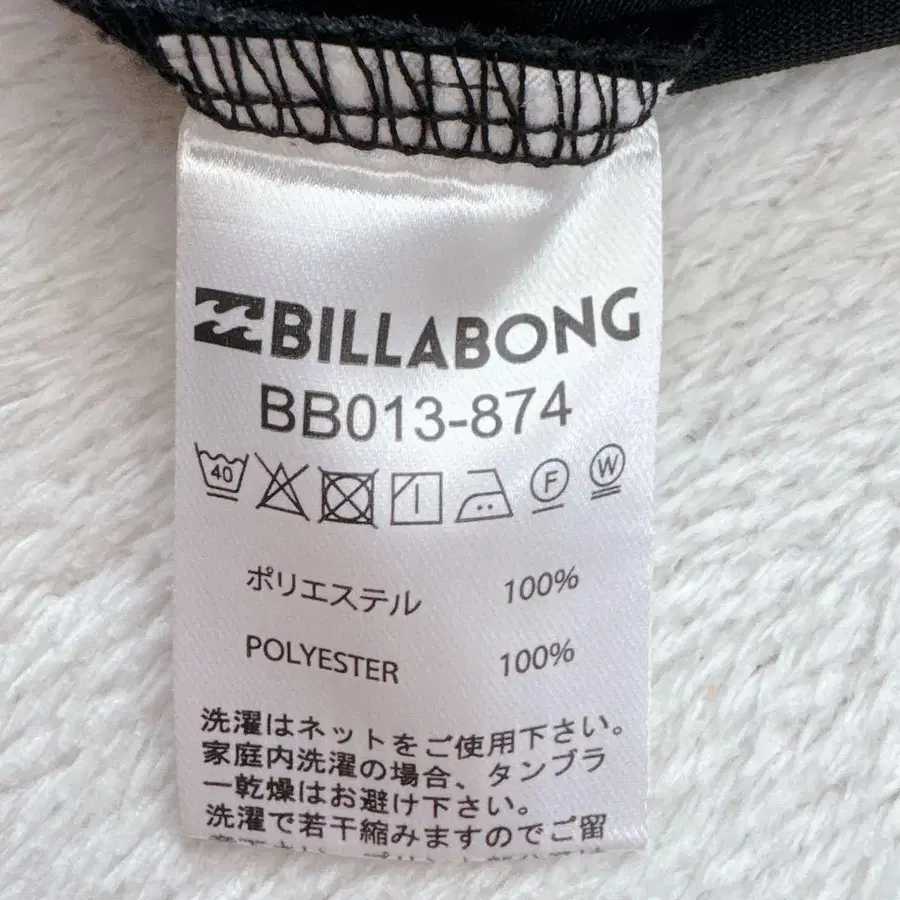 BILLABONG
BB013-874
40 F W
ポリエステル 100%
POLYESTER 100%
洗濯はネットをご使用下さい。
家庭内洗濯の場合、タンブラ
ー乾燥はお避け下さい。
洗濯で若干縮みますのでご留